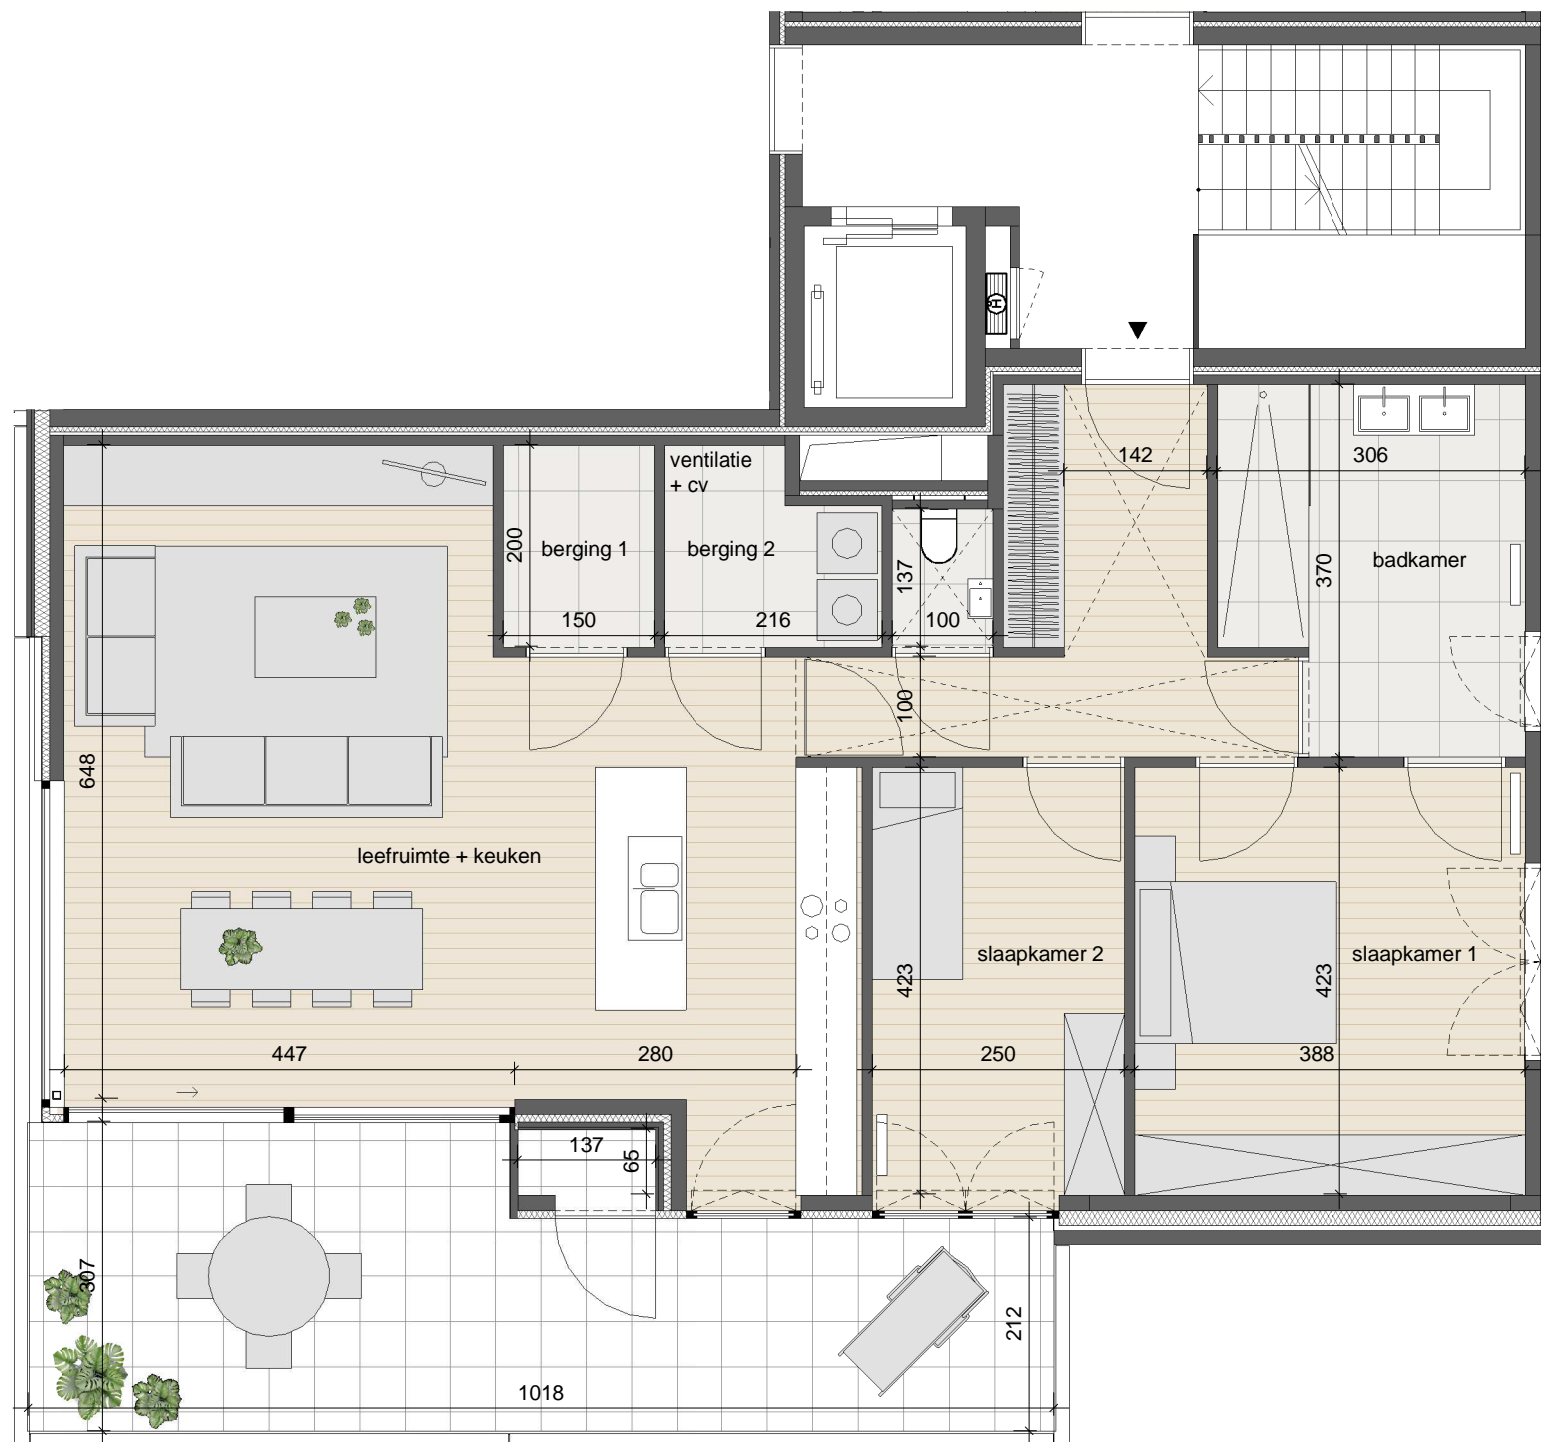 142
306
ventilatie
+ cv
200
berging 1
berging 2
137
370
badkamer
150
216
100
100
648
leefruimte + keuken
slaapkamer 2
slaapkamer 1
423
423
447
280
250
388
137
65
307
212
1018
H